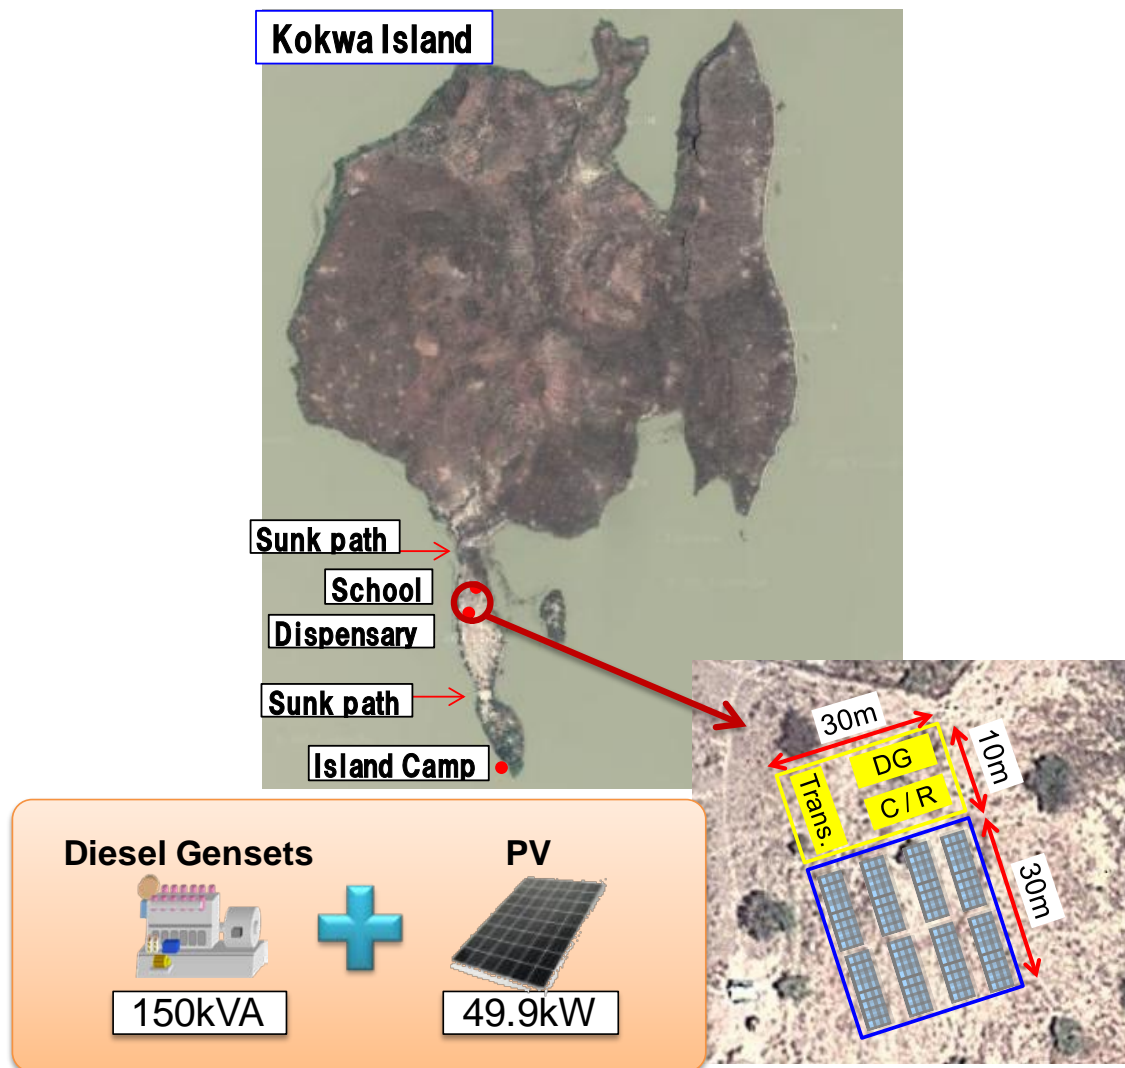 Kokwa Island
Sunk path
School
Dispensary
Sunk path
Island Camp
30m
10m
DG
C / R
Trans.
30m
Diesel Gensets
PV
150kVA
49.9kW